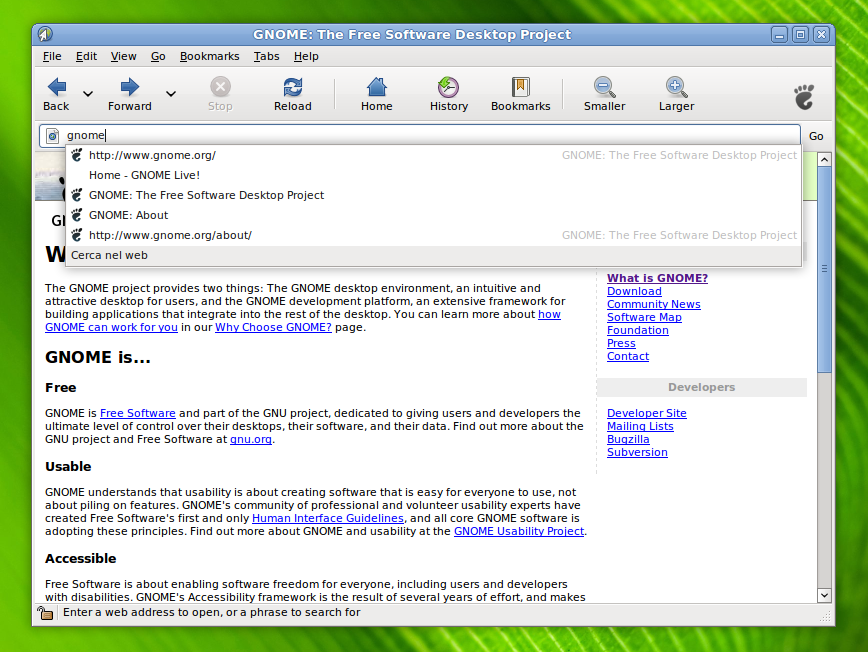 GNOME: The Free Software Desktop Project
File Edit View Go Bookmarks Tabs Help
Back Forward Stop Reload Home History Bookmarks Smaller Larger
gnome Go
http://www.gnome.org/ GNOME: The Free Software Desktop Project
Home - GNOME Live!
GNOME: The Free Software Desktop Project
GNOME: About
http://www.gnome.org/about/ GNOME: The Free Software Desktop Project
Cerca nel web
The GNOME project provides two things: The GNOME desktop environment, an intuitive and
attractive desktop for users, and the GNOME development platform, an extensive framework for
building applications that integrate into the rest of the desktop. You can learn more about how
GNOME can work for you in our Why Choose GNOME? page.
GNOME is...
Free
GNOME is Free Software and part of the GNU project, dedicated to giving users and developers the
ultimate level of control over their desktops, their software, and their data. Find out more about the
GNU project and Free Software at gnu.org.
Usable
GNOME understands that usability is about creating software that is easy for everyone to use, not
about piling on features. GNOME's community of professional and volunteer usability experts have
created Free Software's first and only Human Interface Guidelines, and all core GNOME software is
adopting these principles. Find out more about GNOME and usability at the GNOME Usability Project.
Accessible
Free Software is about enabling software freedom for everyone, including users and developers
with disabilities. GNOME's Accessibility framework is the result of several years of effort, and makes
What is GNOME?
Download
Community News
Software Map
Foundation
Press
Contact
Developers
Developer Site
Mailing Lists
Bugzilla
Subversion
Enter a web address to open, or a phrase to search for